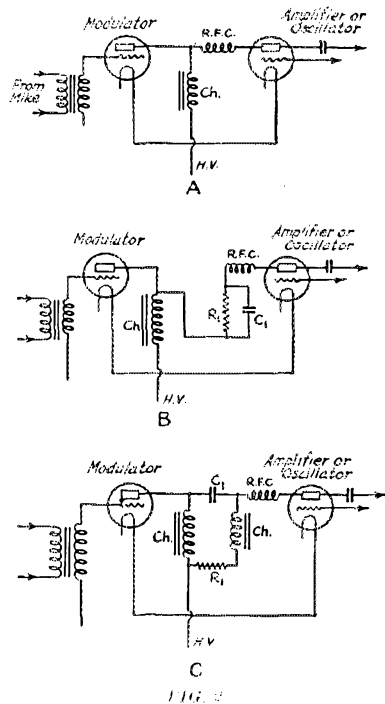 Modulator
Amplifier or
Oscillator
R.F.C.
From
Mike
Ch.
H.V.
A
Modulator
Amplifier or
Oscillator
R.F.C.
Ch.
R₁
C₁
H.V.
B
Modulator
Amplifier or
Oscillator
C₁
R.F.C
Ch.
Ch.
R₁
H.V
C
FIG.